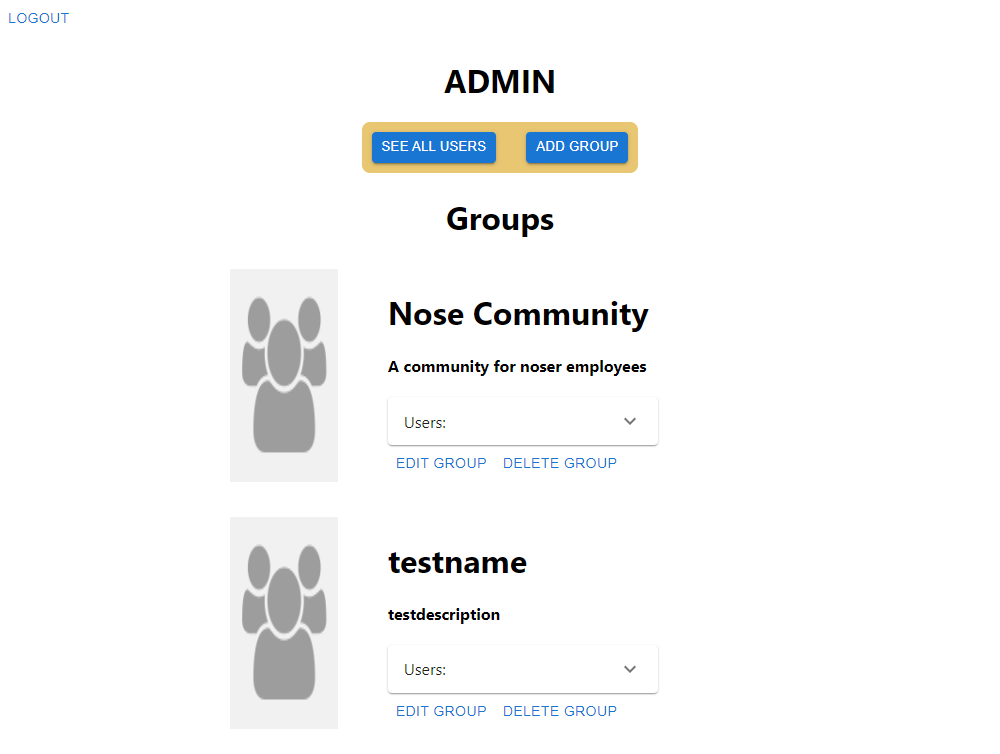 LOGOUT
ADMIN
SEE ALL USERS ADD GROUP
Groups
Nose Community
A community for noser employees
Users:
EDIT GROUP DELETE GROUP
testname
testdescription
Users:
EDIT GROUP DELETE GROUP